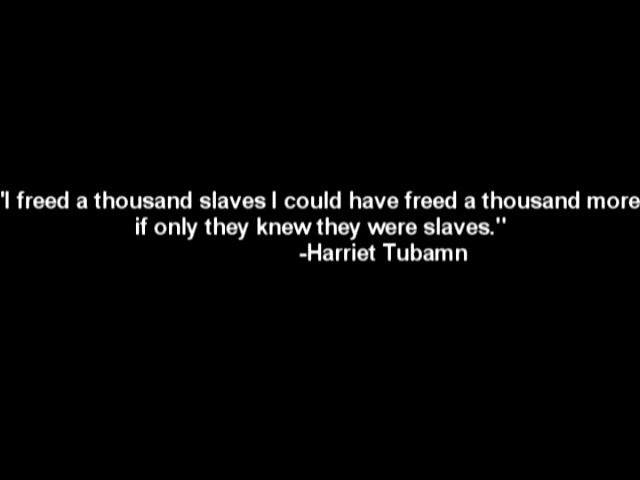 "I freed a thousand slaves I could have freed a thousand more
if only they knew they were slaves."
-Harriet Tubamn